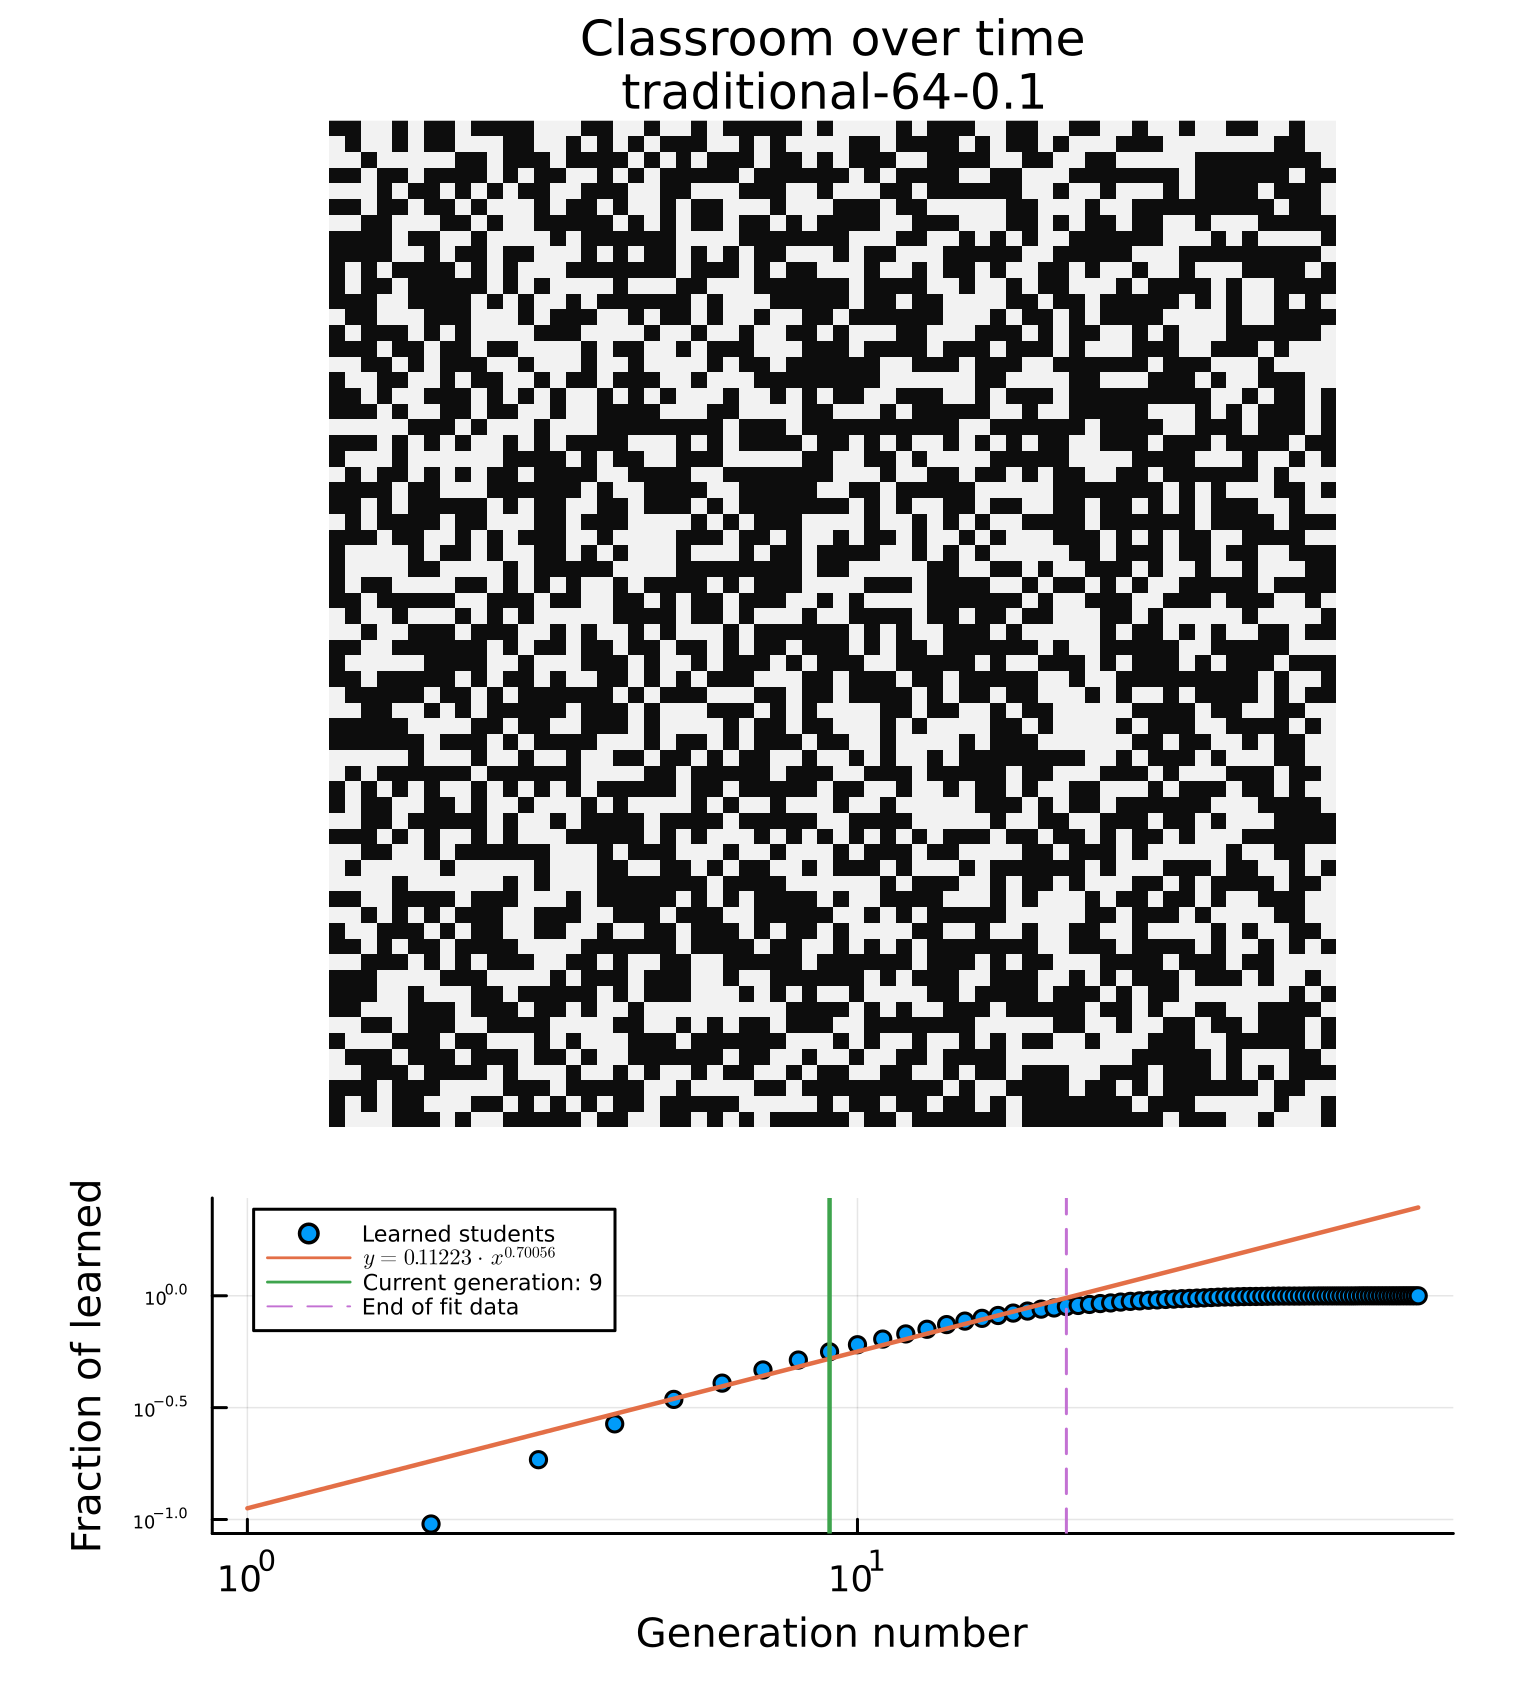 Classroom over time
traditional-64-0.1
Fraction of learned
Learned students
y = 0.11223 · x^0.70056
Current generation: 9
End of fit data
10^0.0
10^−0.5
10^−1.0
10^0
10^1
Generation number